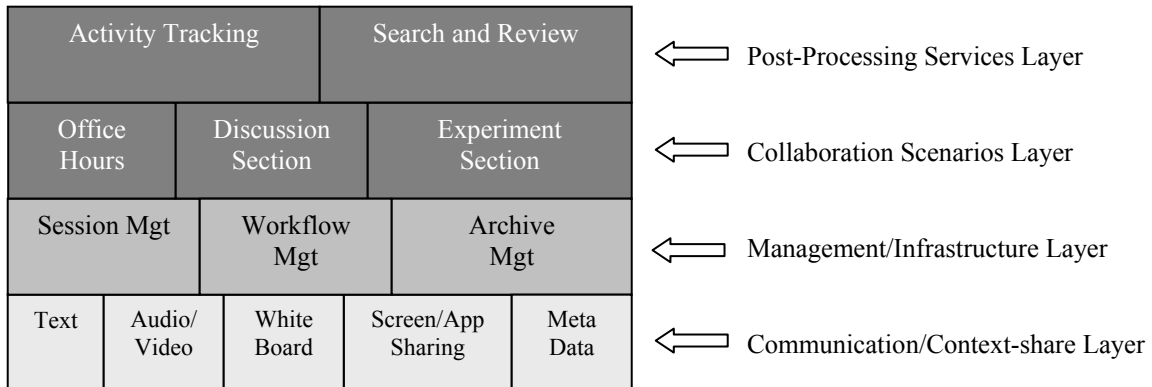 Activity Tracking
Search and Review
Post-Processing Services Layer
Office
Hours
Discussion
Section
Experiment
Section
Collaboration Scenarios Layer
Session Mgt
Workflow
Mgt
Archive
Mgt
Management/Infrastructure Layer
Text
Audio/
Video
White
Board
Screen/App
Sharing
Meta
Data
Communication/Context-share Layer